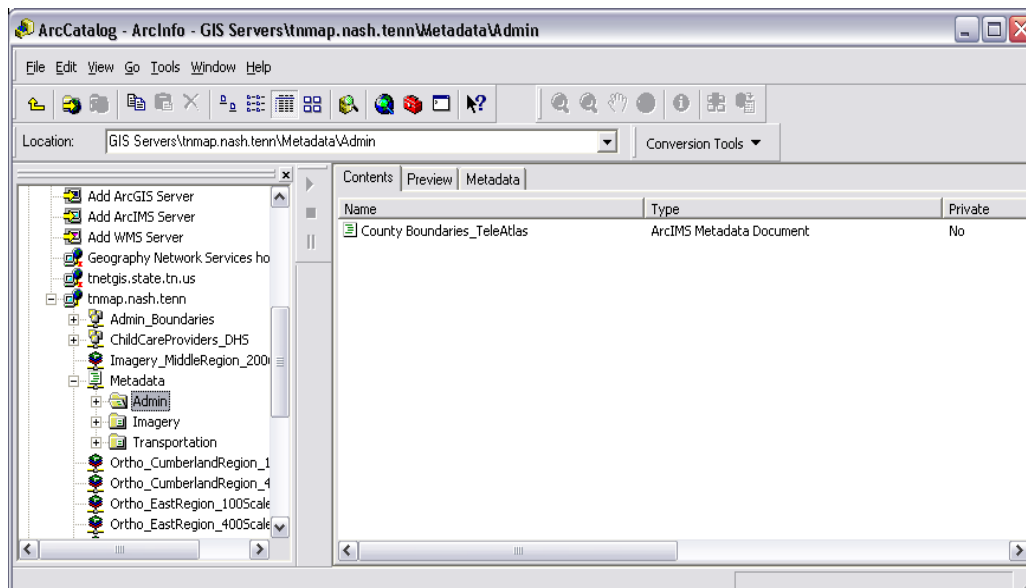 ArcCatalog - ArcInfo - GIS Servers\tnmap.nash.tenn\Metadata\Admin
File Edit View Go Tools Window Help
Location: GIS Servers\tnmap.nash.tenn\Metadata\Admin Conversion Tools
Contents Preview Metadata
Name Type Private
County Boundaries_TeleAtlas ArcIMS Metadata Document No
Add ArcGIS Server
Add ArcIMS Server
Add WMS Server
Geography Network Services ho
tnetgis.state.tn.us
tnmap.nash.tenn
Admin_Boundaries
ChildCareProviders_DHS
Imagery_MiddleRegion_200
Metadata
Admin
Imagery
Transportation
Ortho_CumberlandRegion_1
Ortho_CumberlandRegion_4
Ortho_EastRegion_100Scale
Ortho_EastRegion_400Scale